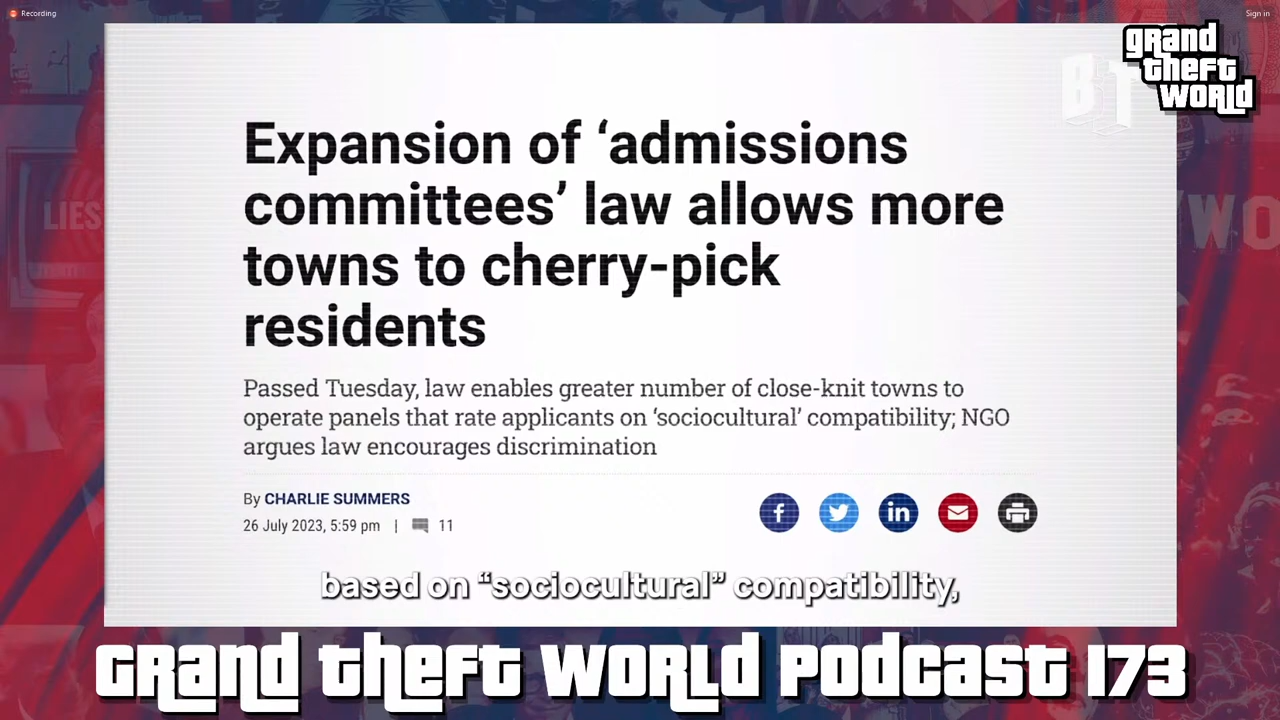 Recording
Sign in
grand
theft
world
BT
LIES
WO
Expansion of ‘admissions
committees’ law allows more
towns to cherry-pick
residents
Passed Tuesday, law enables greater number of close-knit towns to
operate panels that rate applicants on ‘sociocultural’ compatibility; NGO
argues law encourages discrimination
By CHARLIE SUMMERS
26 July 2023, 5:59 pm | 11
based on “sociocultural” compatibility,
GRAND THEFT WORLD PODCAST 173